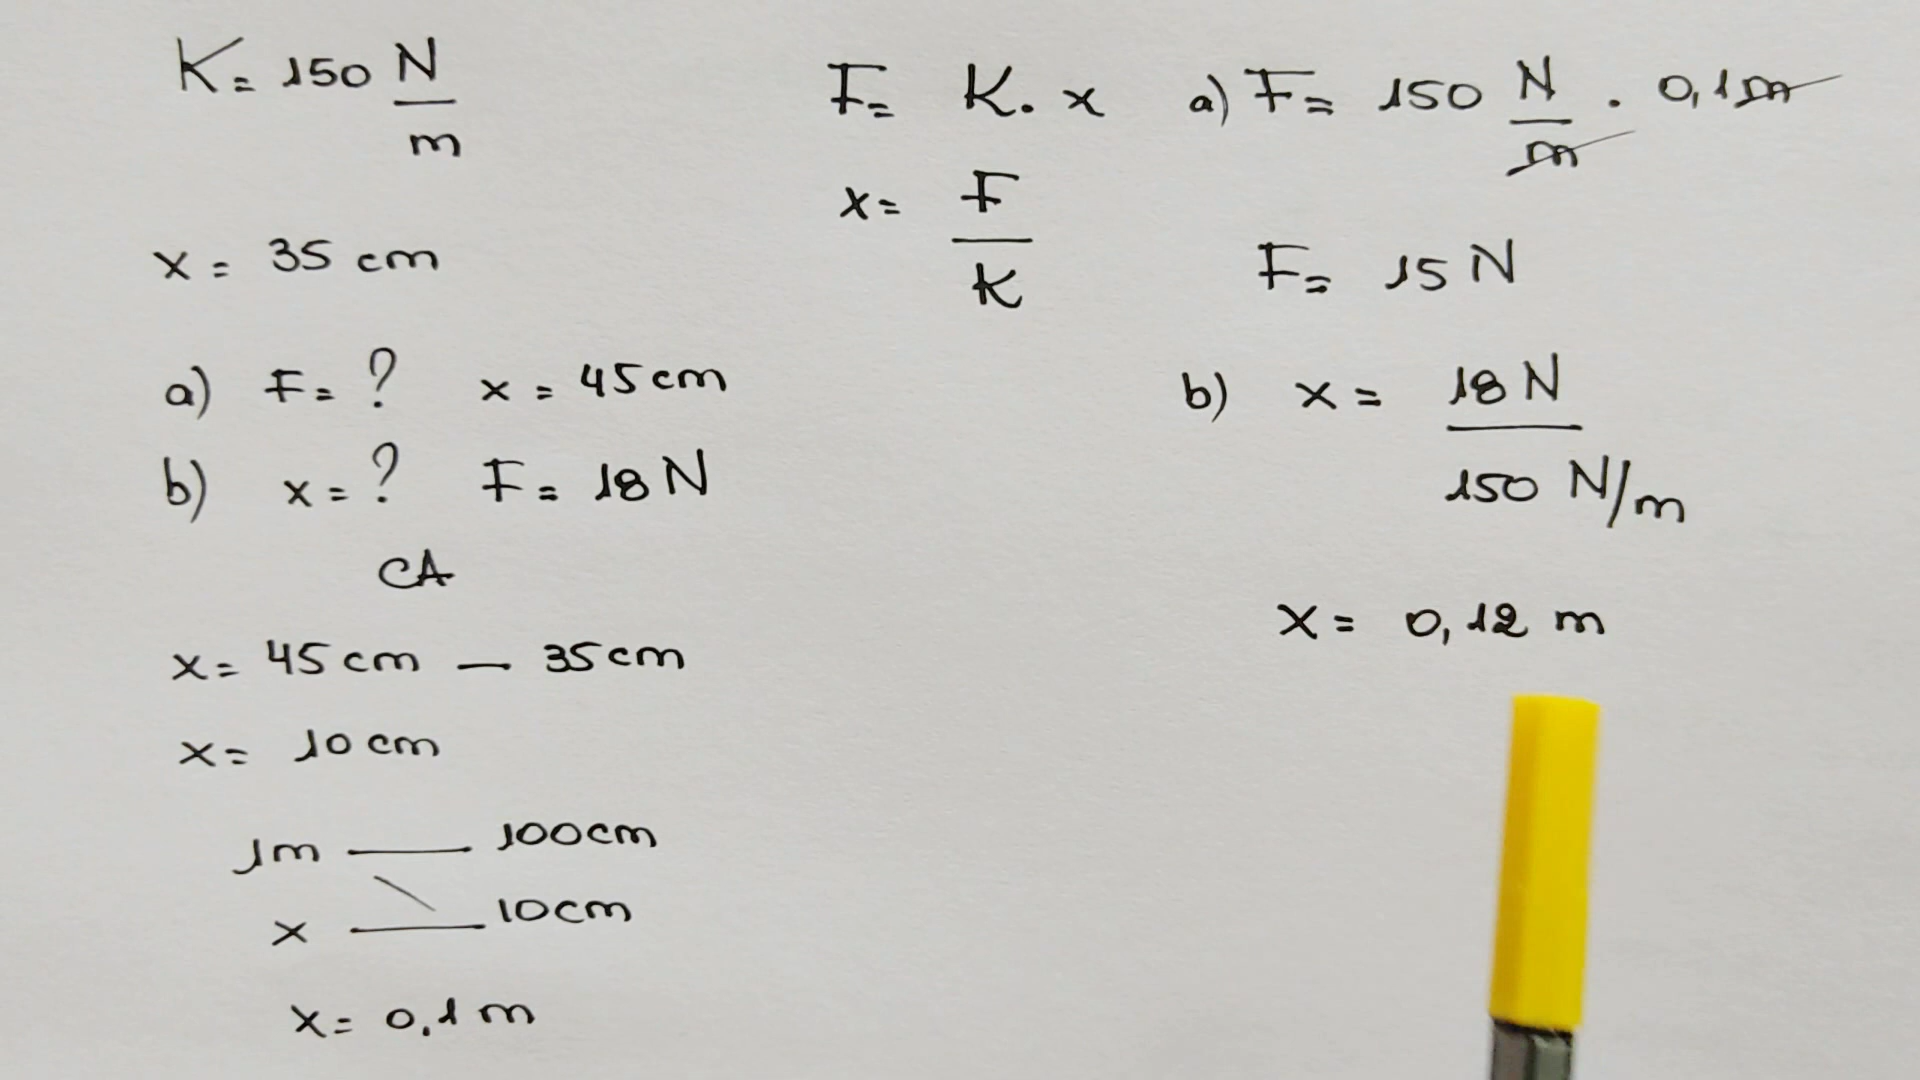 K = 150 N
m
x = 35 cm
a) F = ? x = 45 cm
b) x = ? F = 18 N
CA
x = 45 cm — 35 cm
x = 10 cm
1m — 100cm
x — 10cm
x = 0,1 m
F = K . x
x = F
K
a) F = 150 N . 0,1m
m
F = 15 N
b) x = 18 N
150 N/m
x = 0,12 m